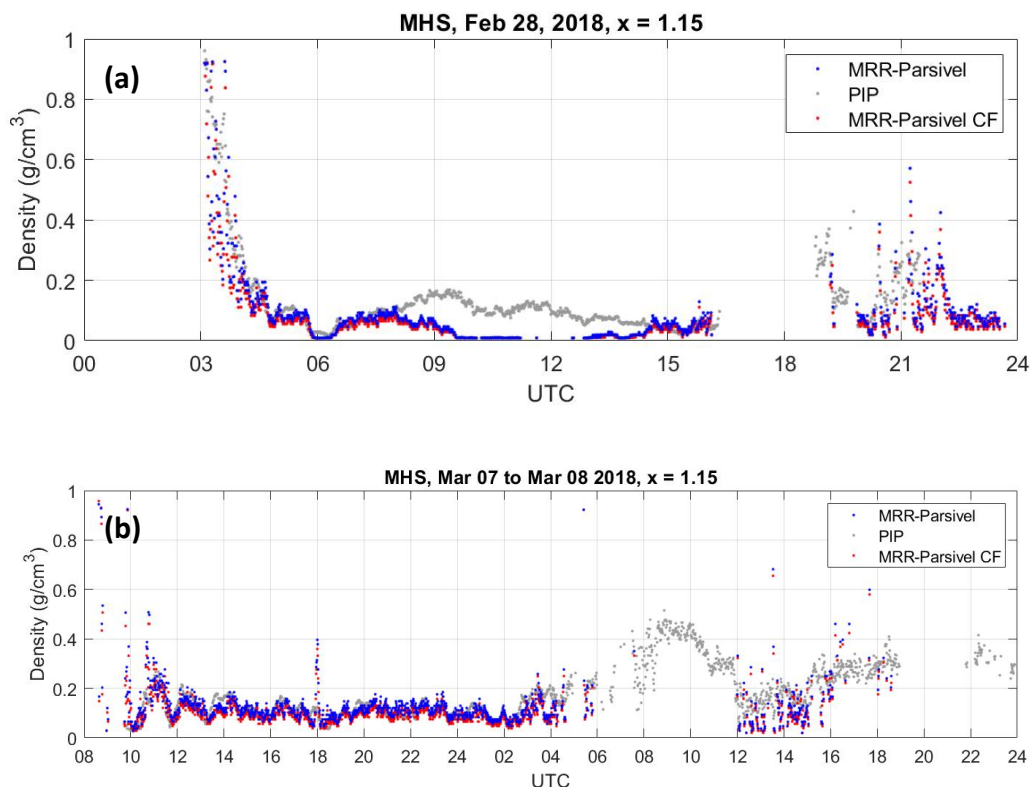 MHS, Feb 28, 2018, x = 1.15
(a)
MRR-Parsivel
PIP
MRR-Parsivel CF
Density (g/cm³)
1
0.8
0.6
0.4
0.2
0
00 03 06 09 12 15 18 21 24
UTC
MHS, Mar 07 to Mar 08 2018, x = 1.15
(b)
MRR-Parsivel
PIP
MRR-Parsivel CF
Density (g/cm³)
1
0.8
0.6
0.4
0.2
0
08 10 12 14 16 18 20 22 24 02 04 06 08 10 12 14 16 18 20 22 24
UTC